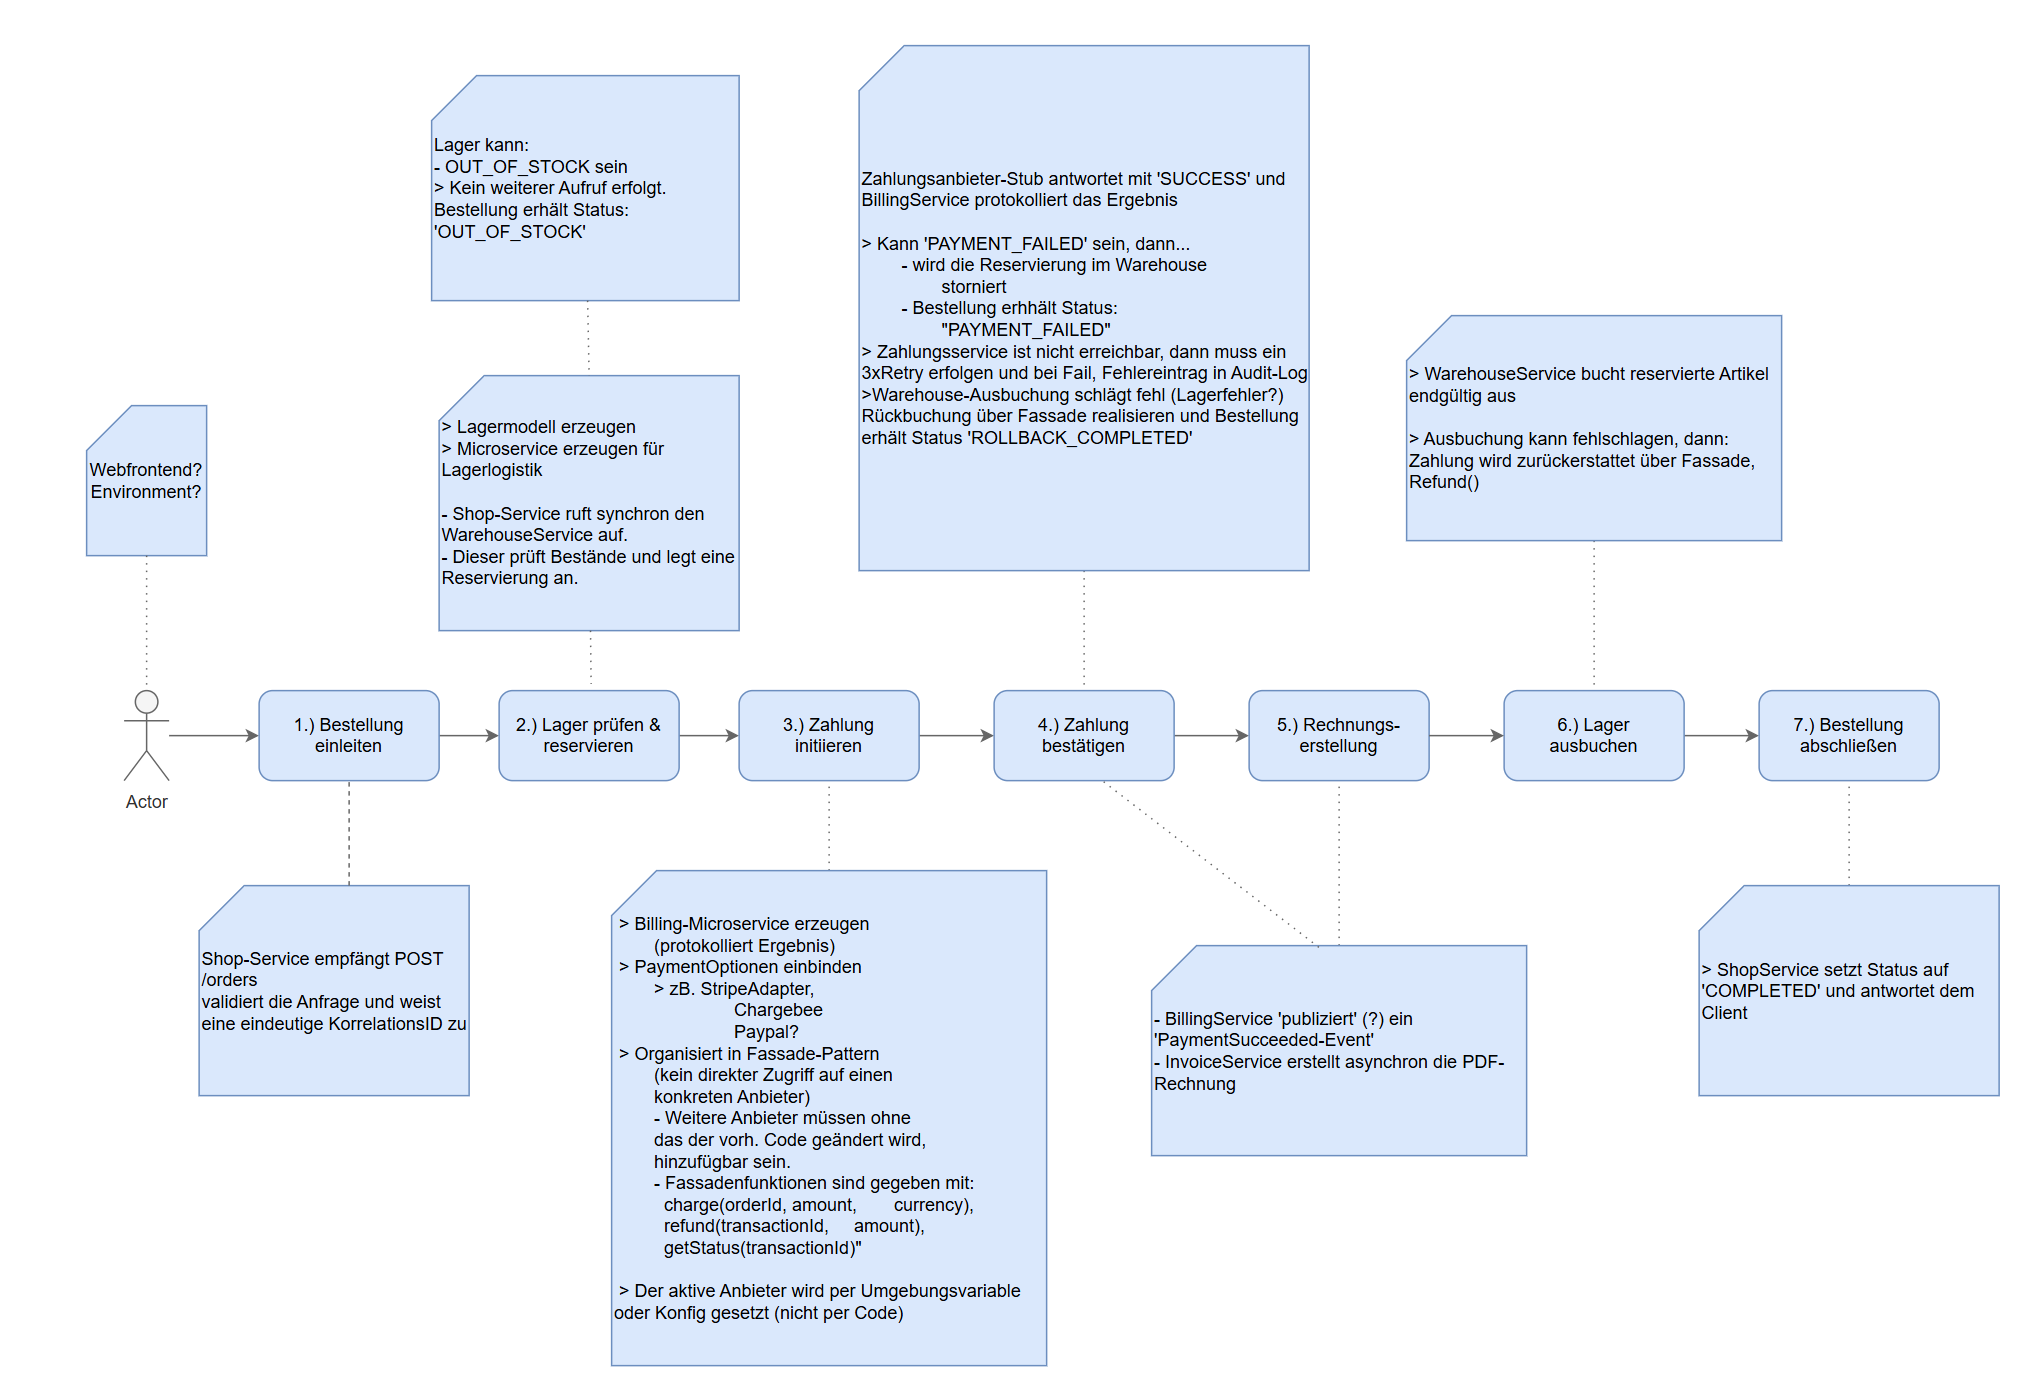 Lager kann:
- OUT_OF_STOCK sein
> Kein weiterer Aufruf erfolgt.
Bestellung erhält Status:
'OUT_OF_STOCK'
Zahlungsanbieter-Stub antwortet mit 'SUCCESS' und
BillingService protokolliert das Ergebnis
> Kann 'PAYMENT_FAILED' sein, dann...
- wird die Reservierung im Warehouse
storniert
- Bestellung erhhält Status:
"PAYMENT_FAILED"
> Zahlungsservice ist nicht erreichbar, dann muss ein
3xRetry erfolgen und bei Fail, Fehlereintrag in Audit-Log
>Warehouse-Ausbuchung schlägt fehl (Lagerfehler?)
Rückbuchung über Fassade realisieren und Bestellung
erhält Status 'ROLLBACK_COMPLETED'
> WarehouseService bucht reservierte Artikel
endgültig aus
> Ausbuchung kann fehlschlagen, dann:
Zahlung wird zurückerstattet über Fassade,
Refund()
Webfrontend?
Environment?
> Lagermodell erzeugen
> Microservice erzeugen für
Lagerlogistik
- Shop-Service ruft synchron den
WarehouseService auf.
- Dieser prüft Bestände und legt eine
Reservierung an.
Actor
1.) Bestellung
einleiten
2.) Lager prüfen &
reservieren
3.) Zahlung
initiieren
4.) Zahlung
bestätigen
5.) Rechnungs-
erstellung
6.) Lager
ausbuchen
7.) Bestellung
abschließen
Shop-Service empfängt POST
/orders
validiert die Anfrage und weist
eine eindeutige KorrelationsID zu
> Billing-Microservice erzeugen
(protokolliert Ergebnis)
> PaymentOptionen einbinden
> zB. StripeAdapter,
Chargebee
Paypal?
> Organisiert in Fassade-Pattern
(kein direkter Zugriff auf einen
konkreten Anbieter)
- Weitere Anbieter müssen ohne
das der vorh. Code geändert wird,
hinzufügbar sein.
- Fassadenfunktionen sind gegeben mit:
charge(orderId, amount, currency),
refund(transactionId, amount),
getStatus(transactionId)"
> Der aktive Anbieter wird per Umgebungsvariable
oder Konfig gesetzt (nicht per Code)
- BillingService 'publiziert' (?) ein
'PaymentSucceeded-Event'
- InvoiceService erstellt asynchron die PDF-
Rechnung
> ShopService setzt Status auf
'COMPLETED' und antwortet dem
Client